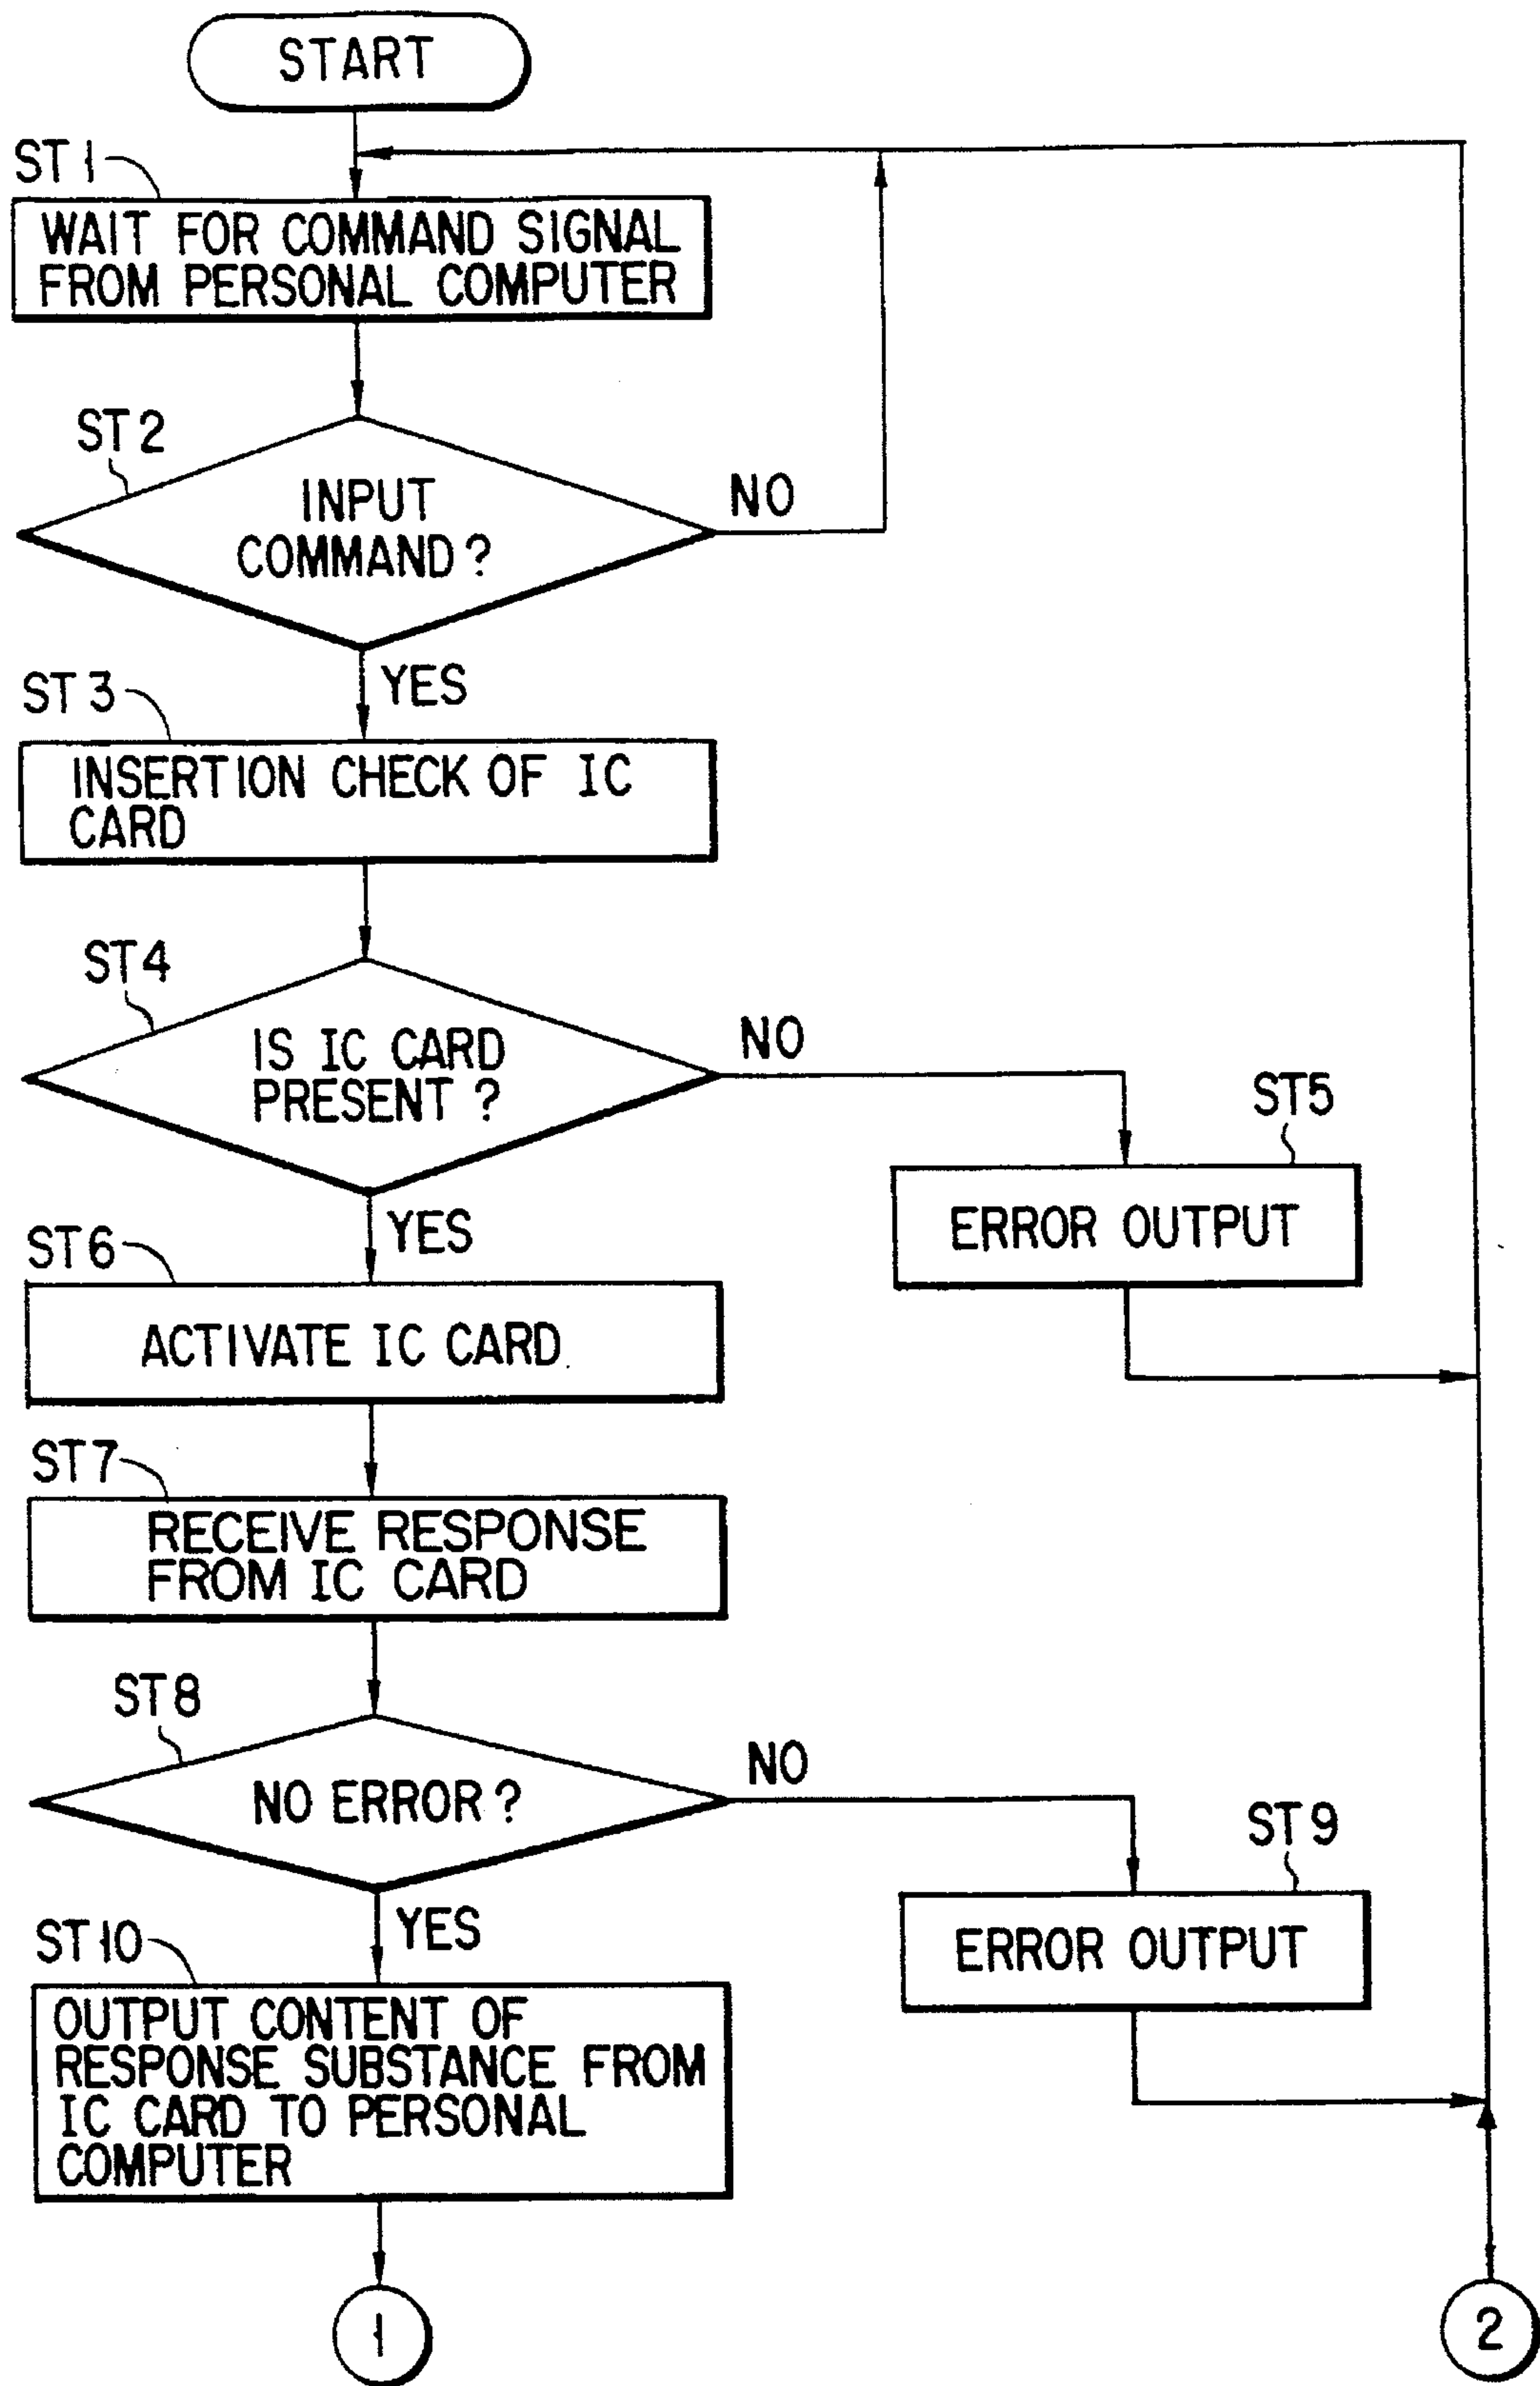 START
ST1
WAIT FOR COMMAND SIGNAL
FROM PERSONAL COMPUTER
ST2
INPUT
COMMAND?
NO
YES
ST3
INSERTION CHECK OF IC
CARD
ST4
IS IC CARD
PRESENT?
NO
ST5
ERROR OUTPUT
YES
ST6
ACTIVATE IC CARD
ST7
RECEIVE RESPONSE
FROM IC CARD
ST8
NO ERROR?
NO
ST9
ERROR OUTPUT
YES
ST10
OUTPUT CONTENT OF
RESPONSE SUBSTANCE FROM
IC CARD TO PERSONAL
COMPUTER
1
2